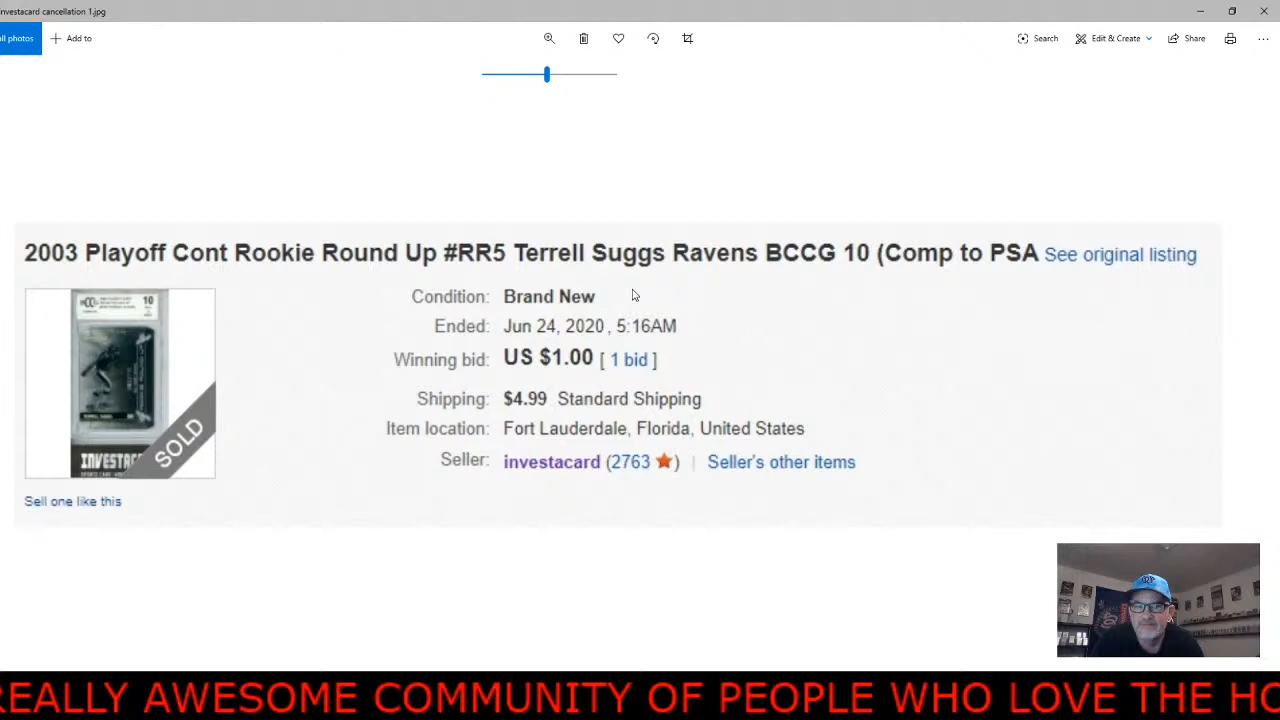 investacard cancellation 1.jpg
ll photos
Add to
Search
Edit & Create
Share
2003 Playoff Cont Rookie Round Up #RR5 Terrell Suggs Ravens BCCG 10 (Comp to PSA See original listing
Condition: Brand New
Ended: Jun 24, 2020 , 5:16AM
Winning bid: US $1.00 [ 1 bid ]
Shipping: $4.99 Standard Shipping
Item location: Fort Lauderdale, Florida, United States
Seller: investacard (2763 ) | Seller's other items
10
SOLD
Sell one like this
REALLY AWESOME COMMUNITY OF PEOPLE WHO LOVE THE HO